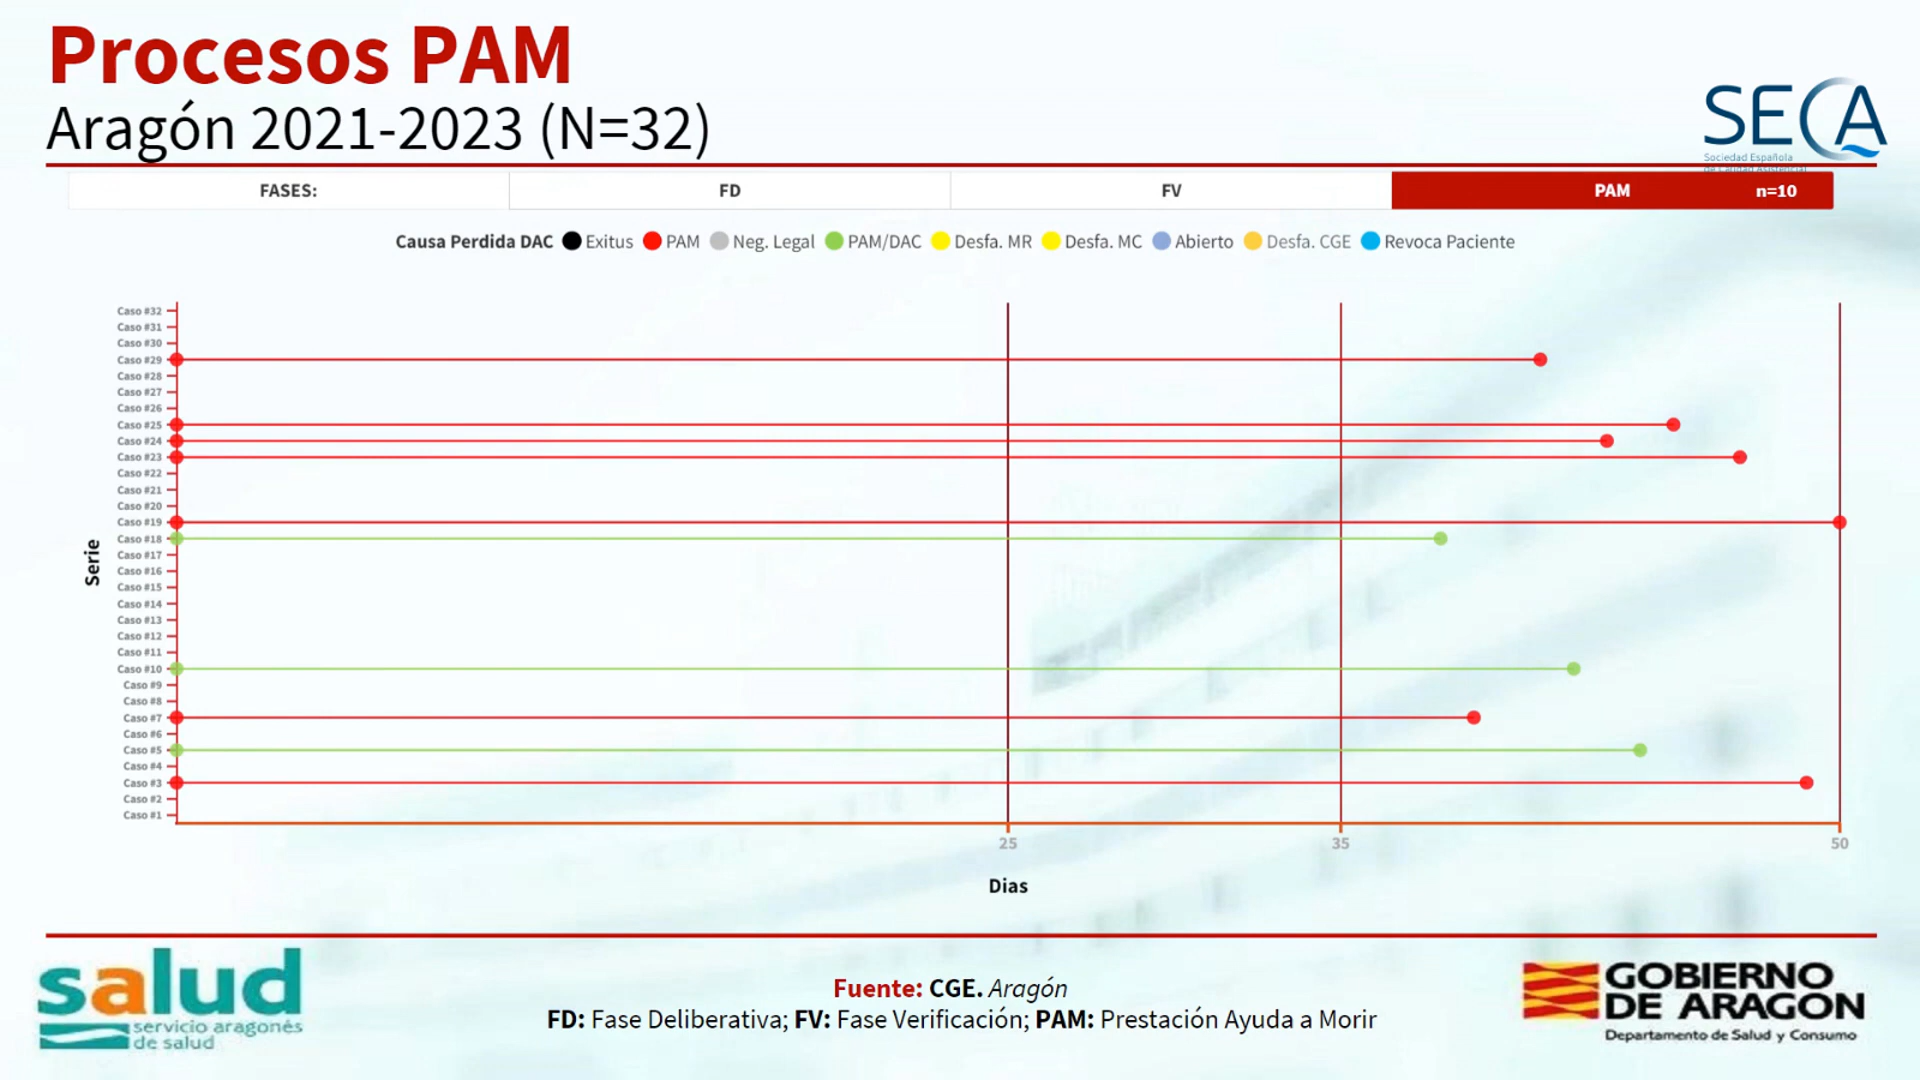 Procesos PAM
Aragón 2021-2023 (N=32)
SECA
Sociedad Española
de Calidad Asistencial
FASES: FD FV PAM n=10
Causa Perdida DAC Exitus PAM Neg. Legal PAM/DAC Desfa. MR Desfa. MC Abierto Desfa. CGE Revoca Paciente
Caso #32
Caso #31
Caso #30
Caso #29
Caso #28
Caso #27
Caso #26
Caso #25
Caso #24
Caso #23
Caso #22
Caso #21
Caso #20
Caso #19
Caso #18
Caso #17
Caso #16
Caso #15
Caso #14
Caso #13
Caso #12
Caso #11
Caso #10
Caso #9
Caso #8
Caso #7
Caso #6
Caso #5
Caso #4
Caso #3
Caso #2
Caso #1
Serie
25 35 50
Dias
salud
servicio aragonés
de salud
Fuente: CGE. Aragón
FD: Fase Deliberativa; FV: Fase Verificación; PAM: Prestación Ayuda a Morir
GOBIERNO
DE ARAGON
Departamento de Salud y Consumo